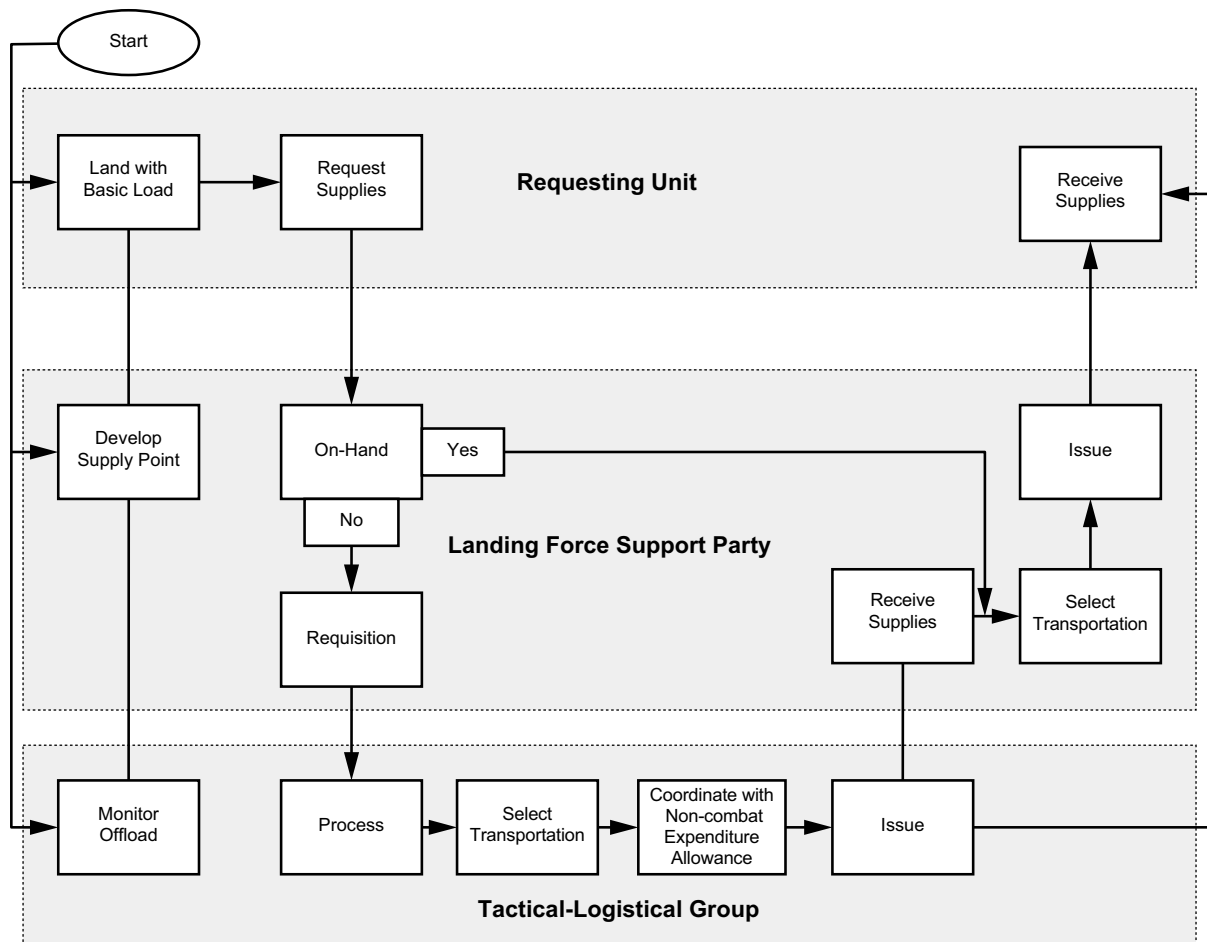 Start
Land with
Basic Load
Request
Supplies
Requesting Unit
Receive
Supplies
Develop
Supply Point
On-Hand
Yes
Issue
No
Landing Force Support Party
Requisition
Receive
Supplies
Select
Transportation
Monitor
Offload
Process
Select
Transportation
Coordinate with
Non-combat
Expenditure
Allowance
Issue
Tactical-Logistical Group